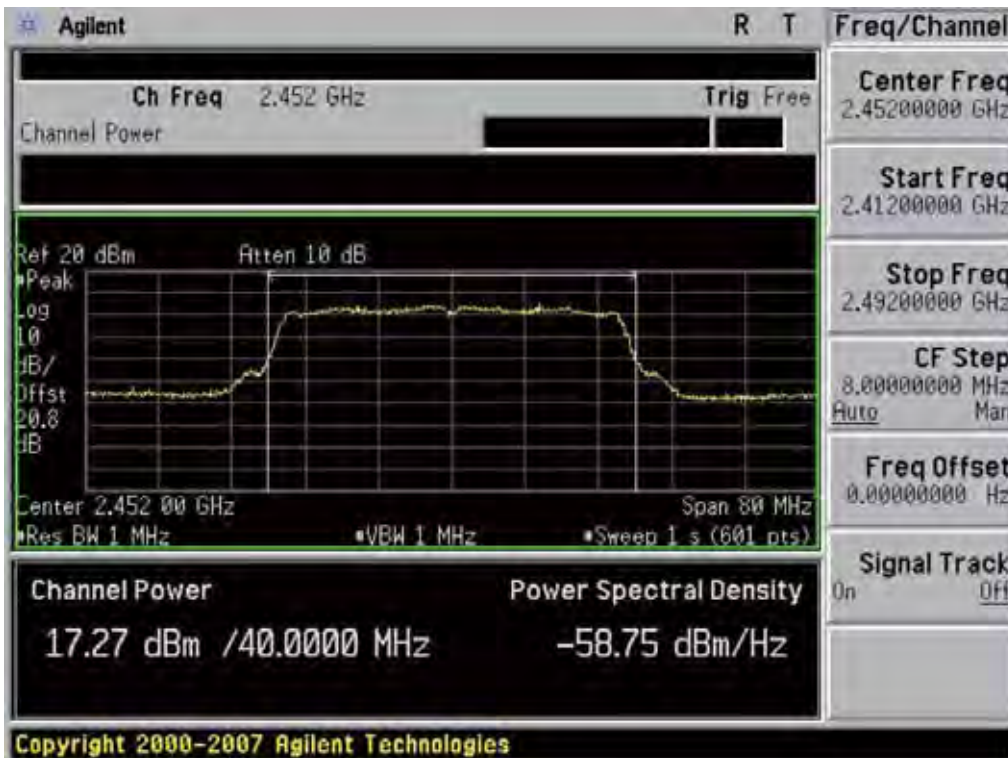 Agilent
R T
Freq/Channel
Ch Freq 2.452 GHz
Trig Free
Channel Power
Center Freq
2.45200000 GHz
Start Freq
2.41200000 GHz
Stop Freq
2.49200000 GHz
CF Step
8.00000000 MHz
Auto Man
Freq Offset
0.00000000 Hz
Signal Track
On Off
Ref 20 dBm
Atten 10 dB
Peak
Log
10
dB/
Offst
20.8
dB
Center 2.452 00 GHz
Span 80 MHz
Res BW 1 MHz
VBW 1 MHz
Sweep 1 s (601 pts)
Channel Power
Power Spectral Density
17.27 dBm /40.0000 MHz
-58.75 dBm/Hz
Copyright 2000-2007 Agilent Technologies